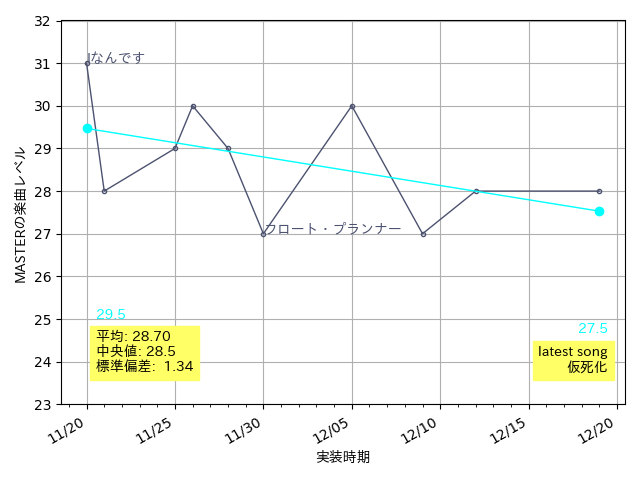 32
31
30
29
28
27
26
25
24
23
MASTERの楽曲レベル
なんです
フロート・プランナー
29.5
平均: 28.70
中央値: 28.5
標準偏差: 1.34
27.5
latest song
仮死化
11/20
11/25
11/30
12/05
12/10
12/15
12/20
実装時期